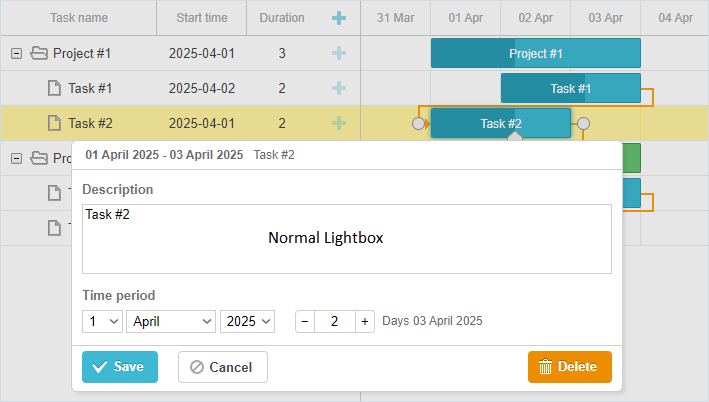 Task name Start time Duration 31 Mar 01 Apr 02 Apr 03 Apr 04 Apr
Project #1 2025-04-01 3 Project #1
Task #1 2025-04-02 2 Task #1
Task #2 2025-04-01 2 Task #2
01 April 2025 - 03 April 2025 Task #2
Description
Task #2
Normal Lightbox
Time period
1 April 2025 − 2 + Days 03 April 2025
Save Cancel Delete